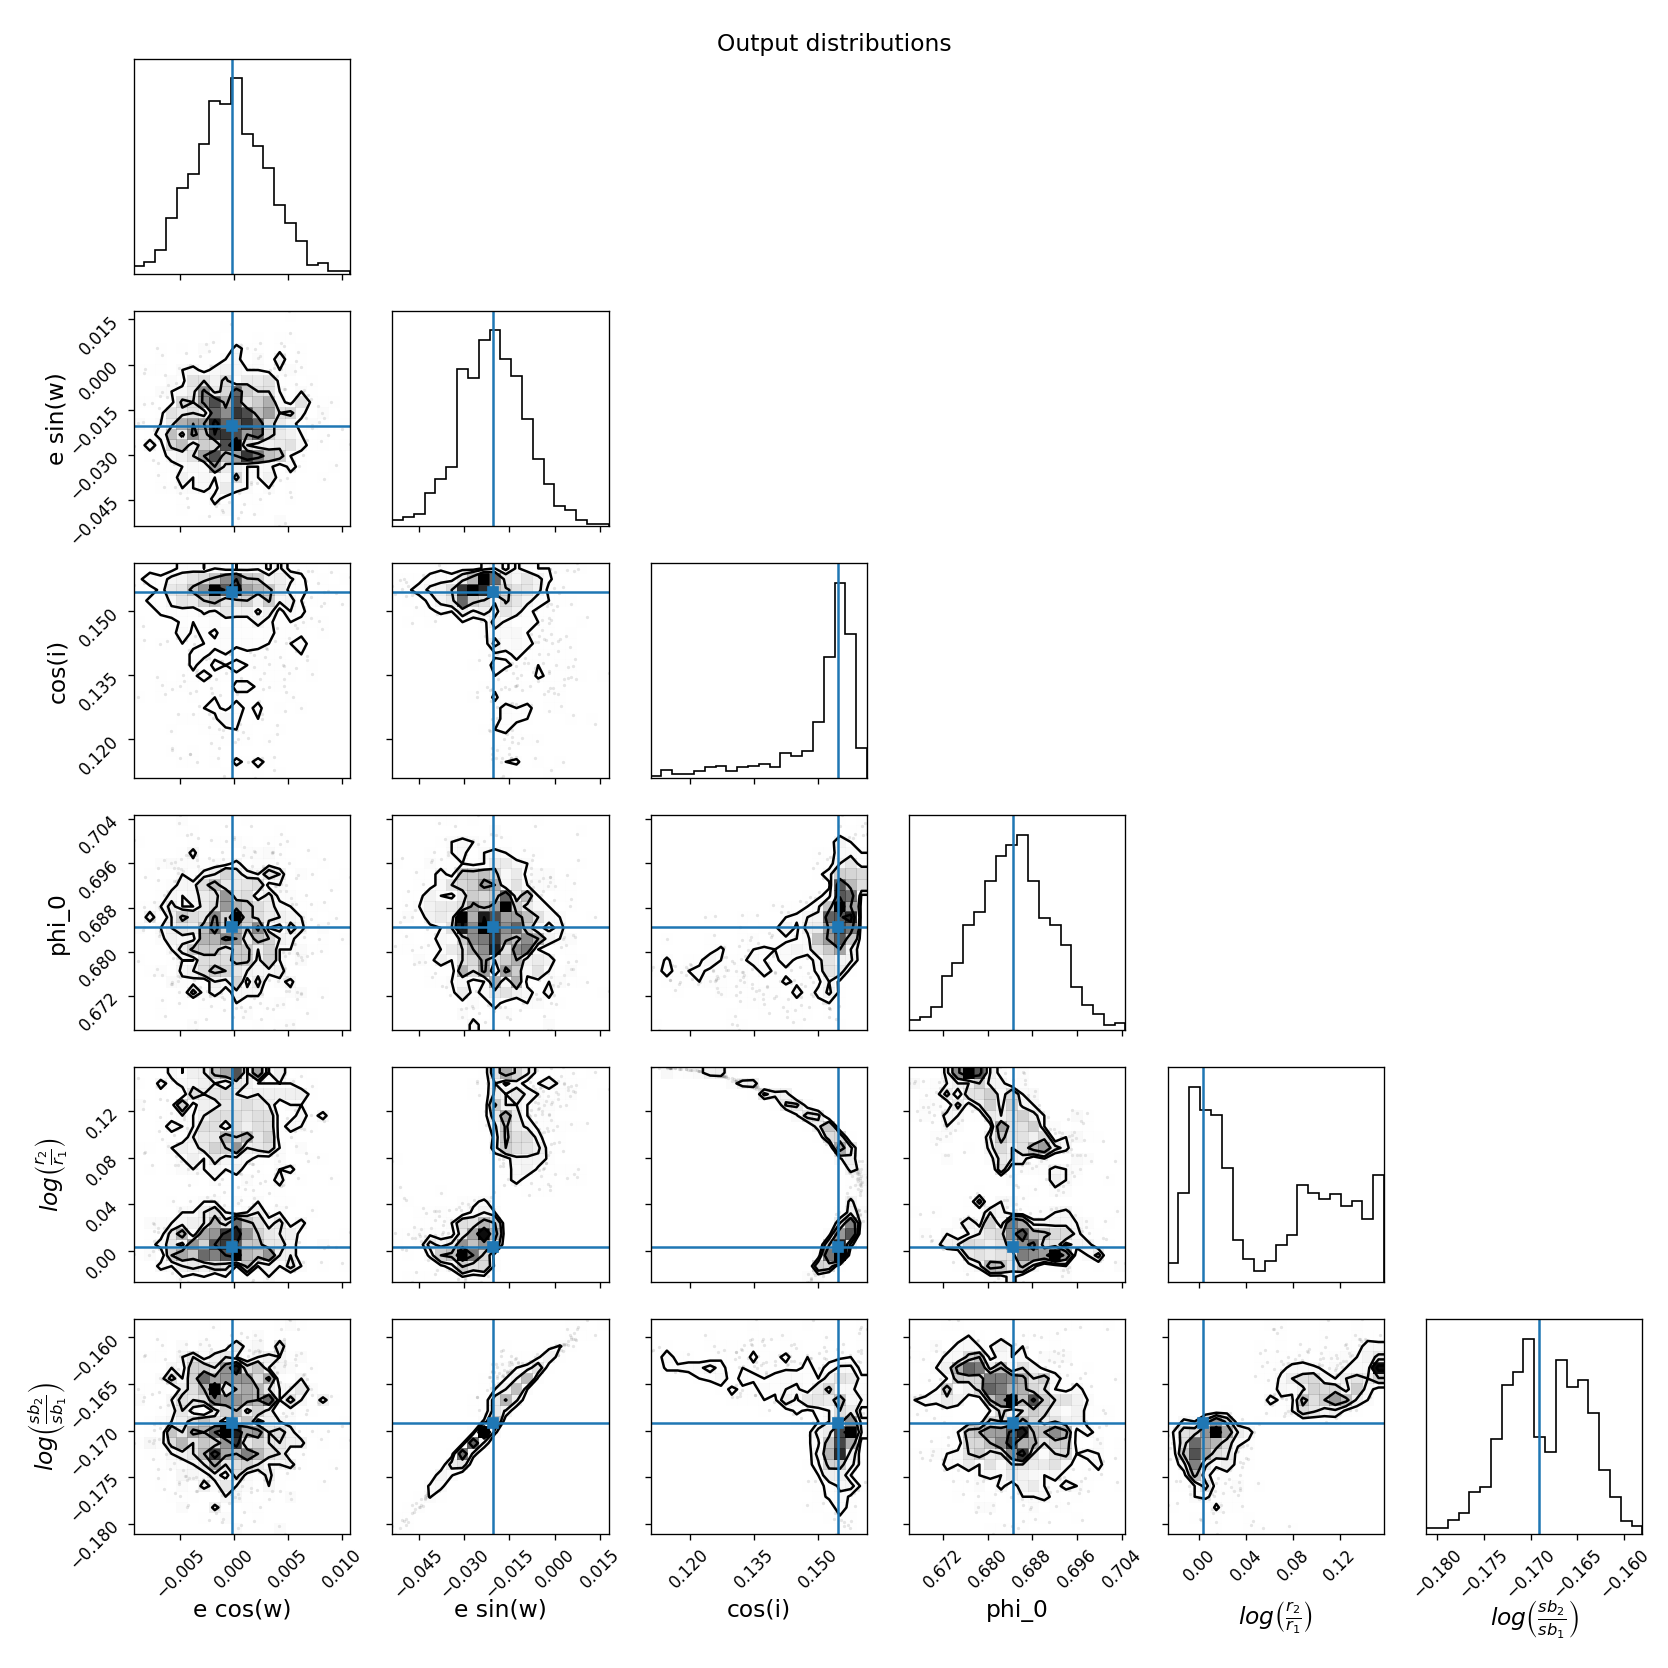 Output distributions
e sin(w)
0.015
0.000
−0.015
−0.030
−0.045
cos(i)
0.150
0.135
0.120
phi_0
0.704
0.696
0.688
0.680
0.672
log(r₂/r₁)
0.12
0.08
0.04
0.00
log(sb₂/sb₁)
−0.160
−0.165
−0.170
−0.175
−0.180
−0.005 0.000 0.005 0.010
−0.045 −0.030 −0.015 0.000 0.015
0.120 0.135 0.150
0.672 0.680 0.688 0.696 0.704
0.00 0.04 0.08 0.12
−0.180 −0.175 −0.170 −0.165 −0.160
e cos(w)
e sin(w)
cos(i)
phi_0
log(r₂/r₁)
log(sb₂/sb₁)